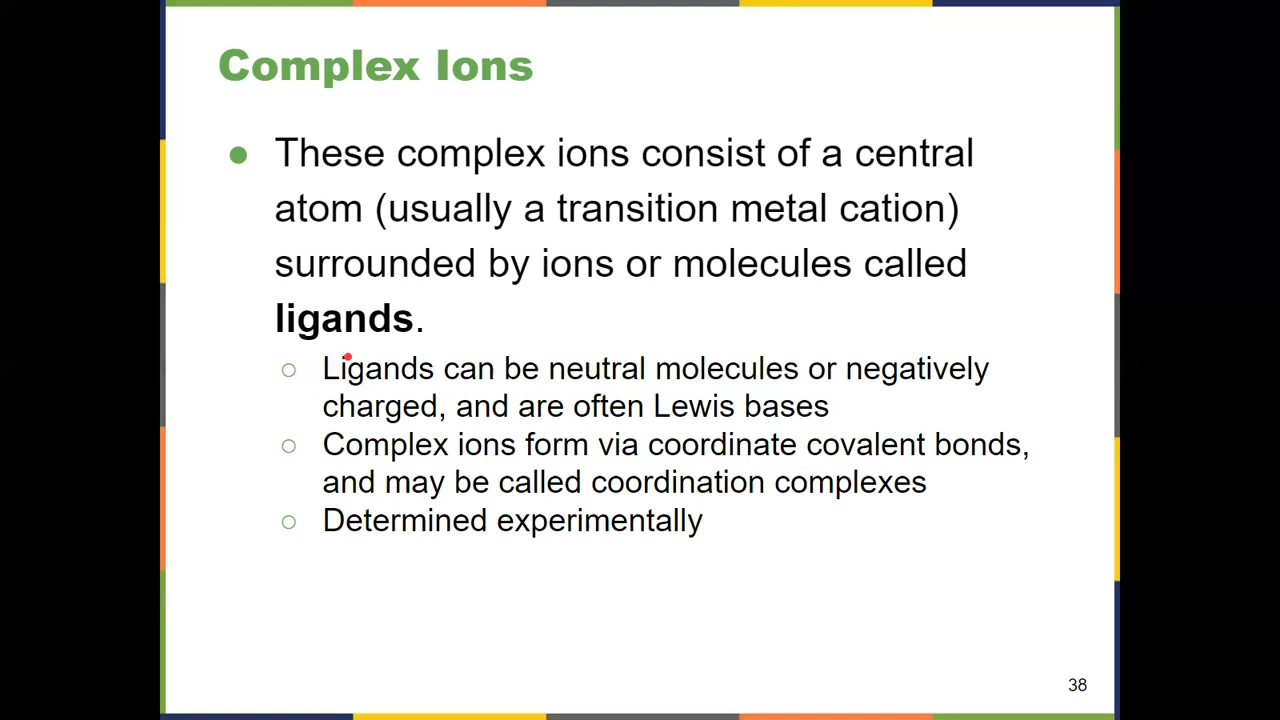 Complex Ions
● These complex ions consist of a central
atom (usually a transition metal cation)
surrounded by ions or molecules called
ligands.
○ Ligands can be neutral molecules or negatively
charged, and are often Lewis bases
○ Complex ions form via coordinate covalent bonds,
and may be called coordination complexes
○ Determined experimentally
38